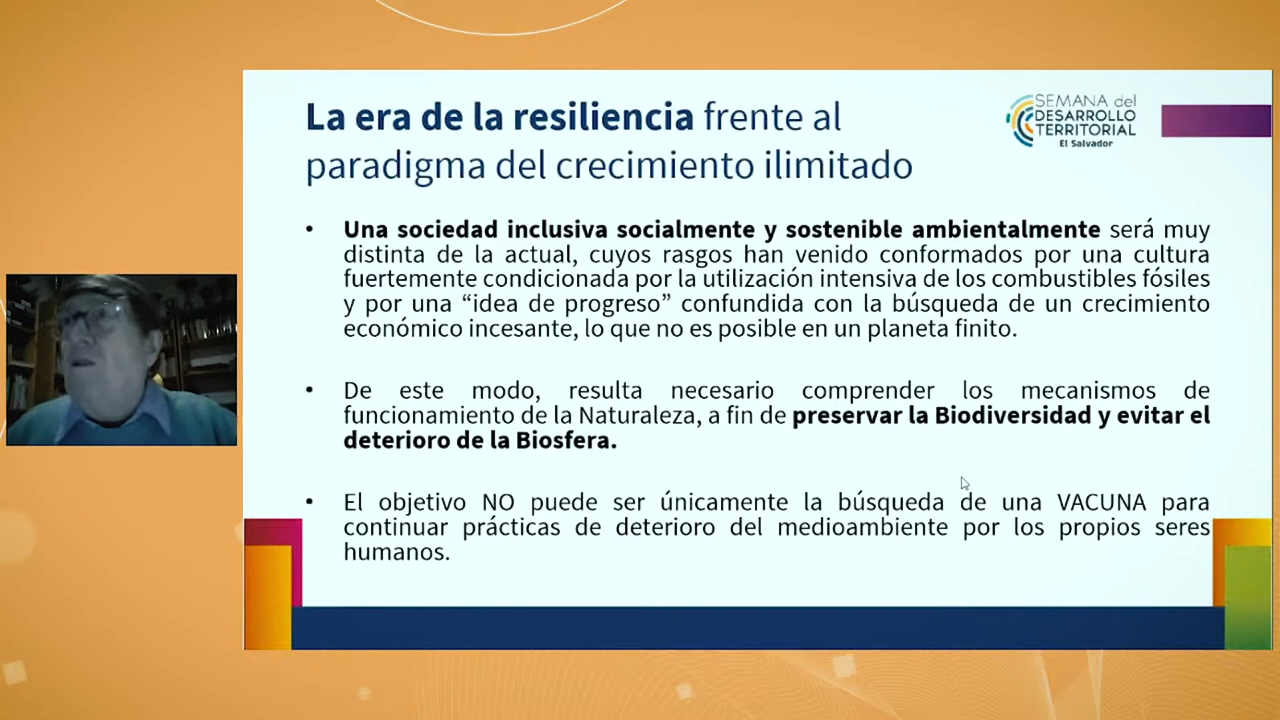 La era de la resiliencia frente al
paradigma del crecimiento ilimitado
SEMANA del
DESARROLLO
TERRITORIAL
El Salvador
• Una sociedad inclusiva socialmente y sostenible ambientalmente será muy
distinta de la actual, cuyos rasgos han venido conformados por una cultura
fuertemente condicionada por la utilización intensiva de los combustibles fósiles
y por una “idea de progreso” confundida con la búsqueda de un crecimiento
económico incesante, lo que no es posible en un planeta finito.
• De este modo, resulta necesario comprender los mecanismos de
funcionamiento de la Naturaleza, a fin de preservar la Biodiversidad y evitar el
deterioro de la Biosfera.
• El objetivo NO puede ser únicamente la búsqueda de una VACUNA para
continuar prácticas de deterioro del medioambiente por los propios seres
humanos.